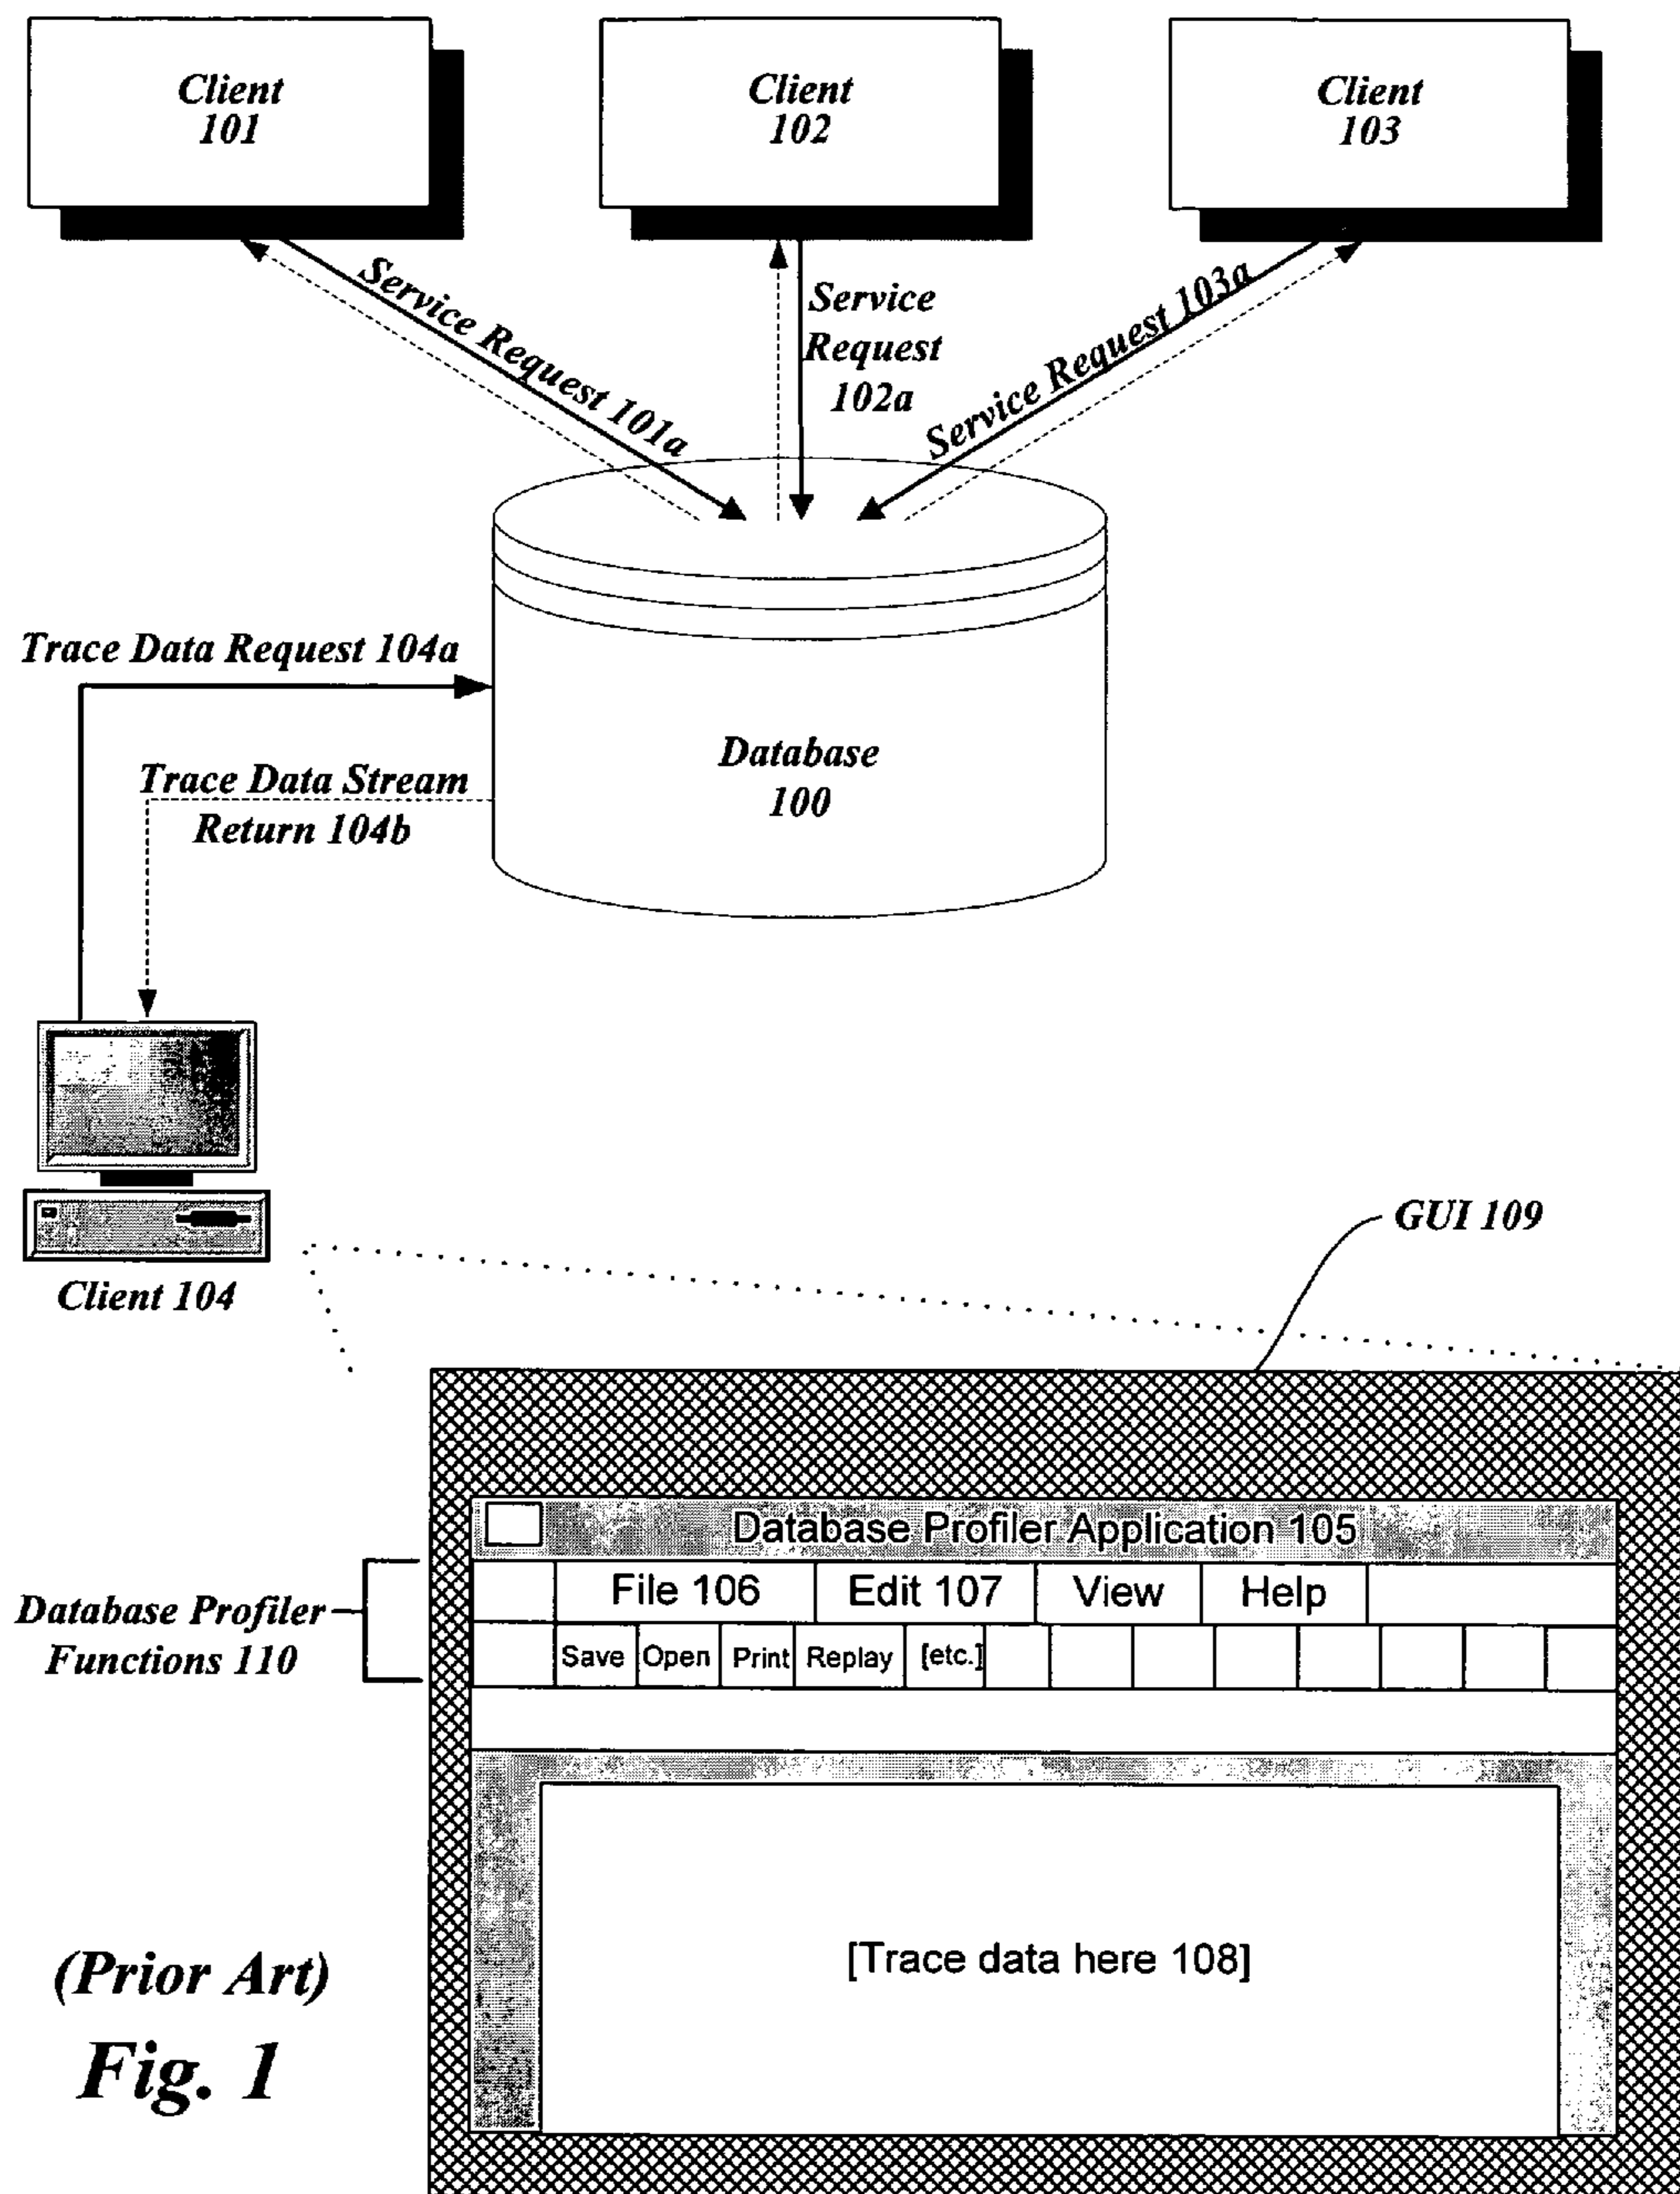 Client
101
Client
102
Client
103
Service Request 101a
Service
Request
102a
Service Request 103a
Trace Data Request 104a
Trace Data Stream
Return 104b
Database
100
Client 104
GUI 109
Database Profiler Application 105
File 106 Edit 107 View Help
Save Open Print Replay [etc.]
Database Profiler
Functions 110
[Trace data here 108]
(Prior Art)
Fig. 1